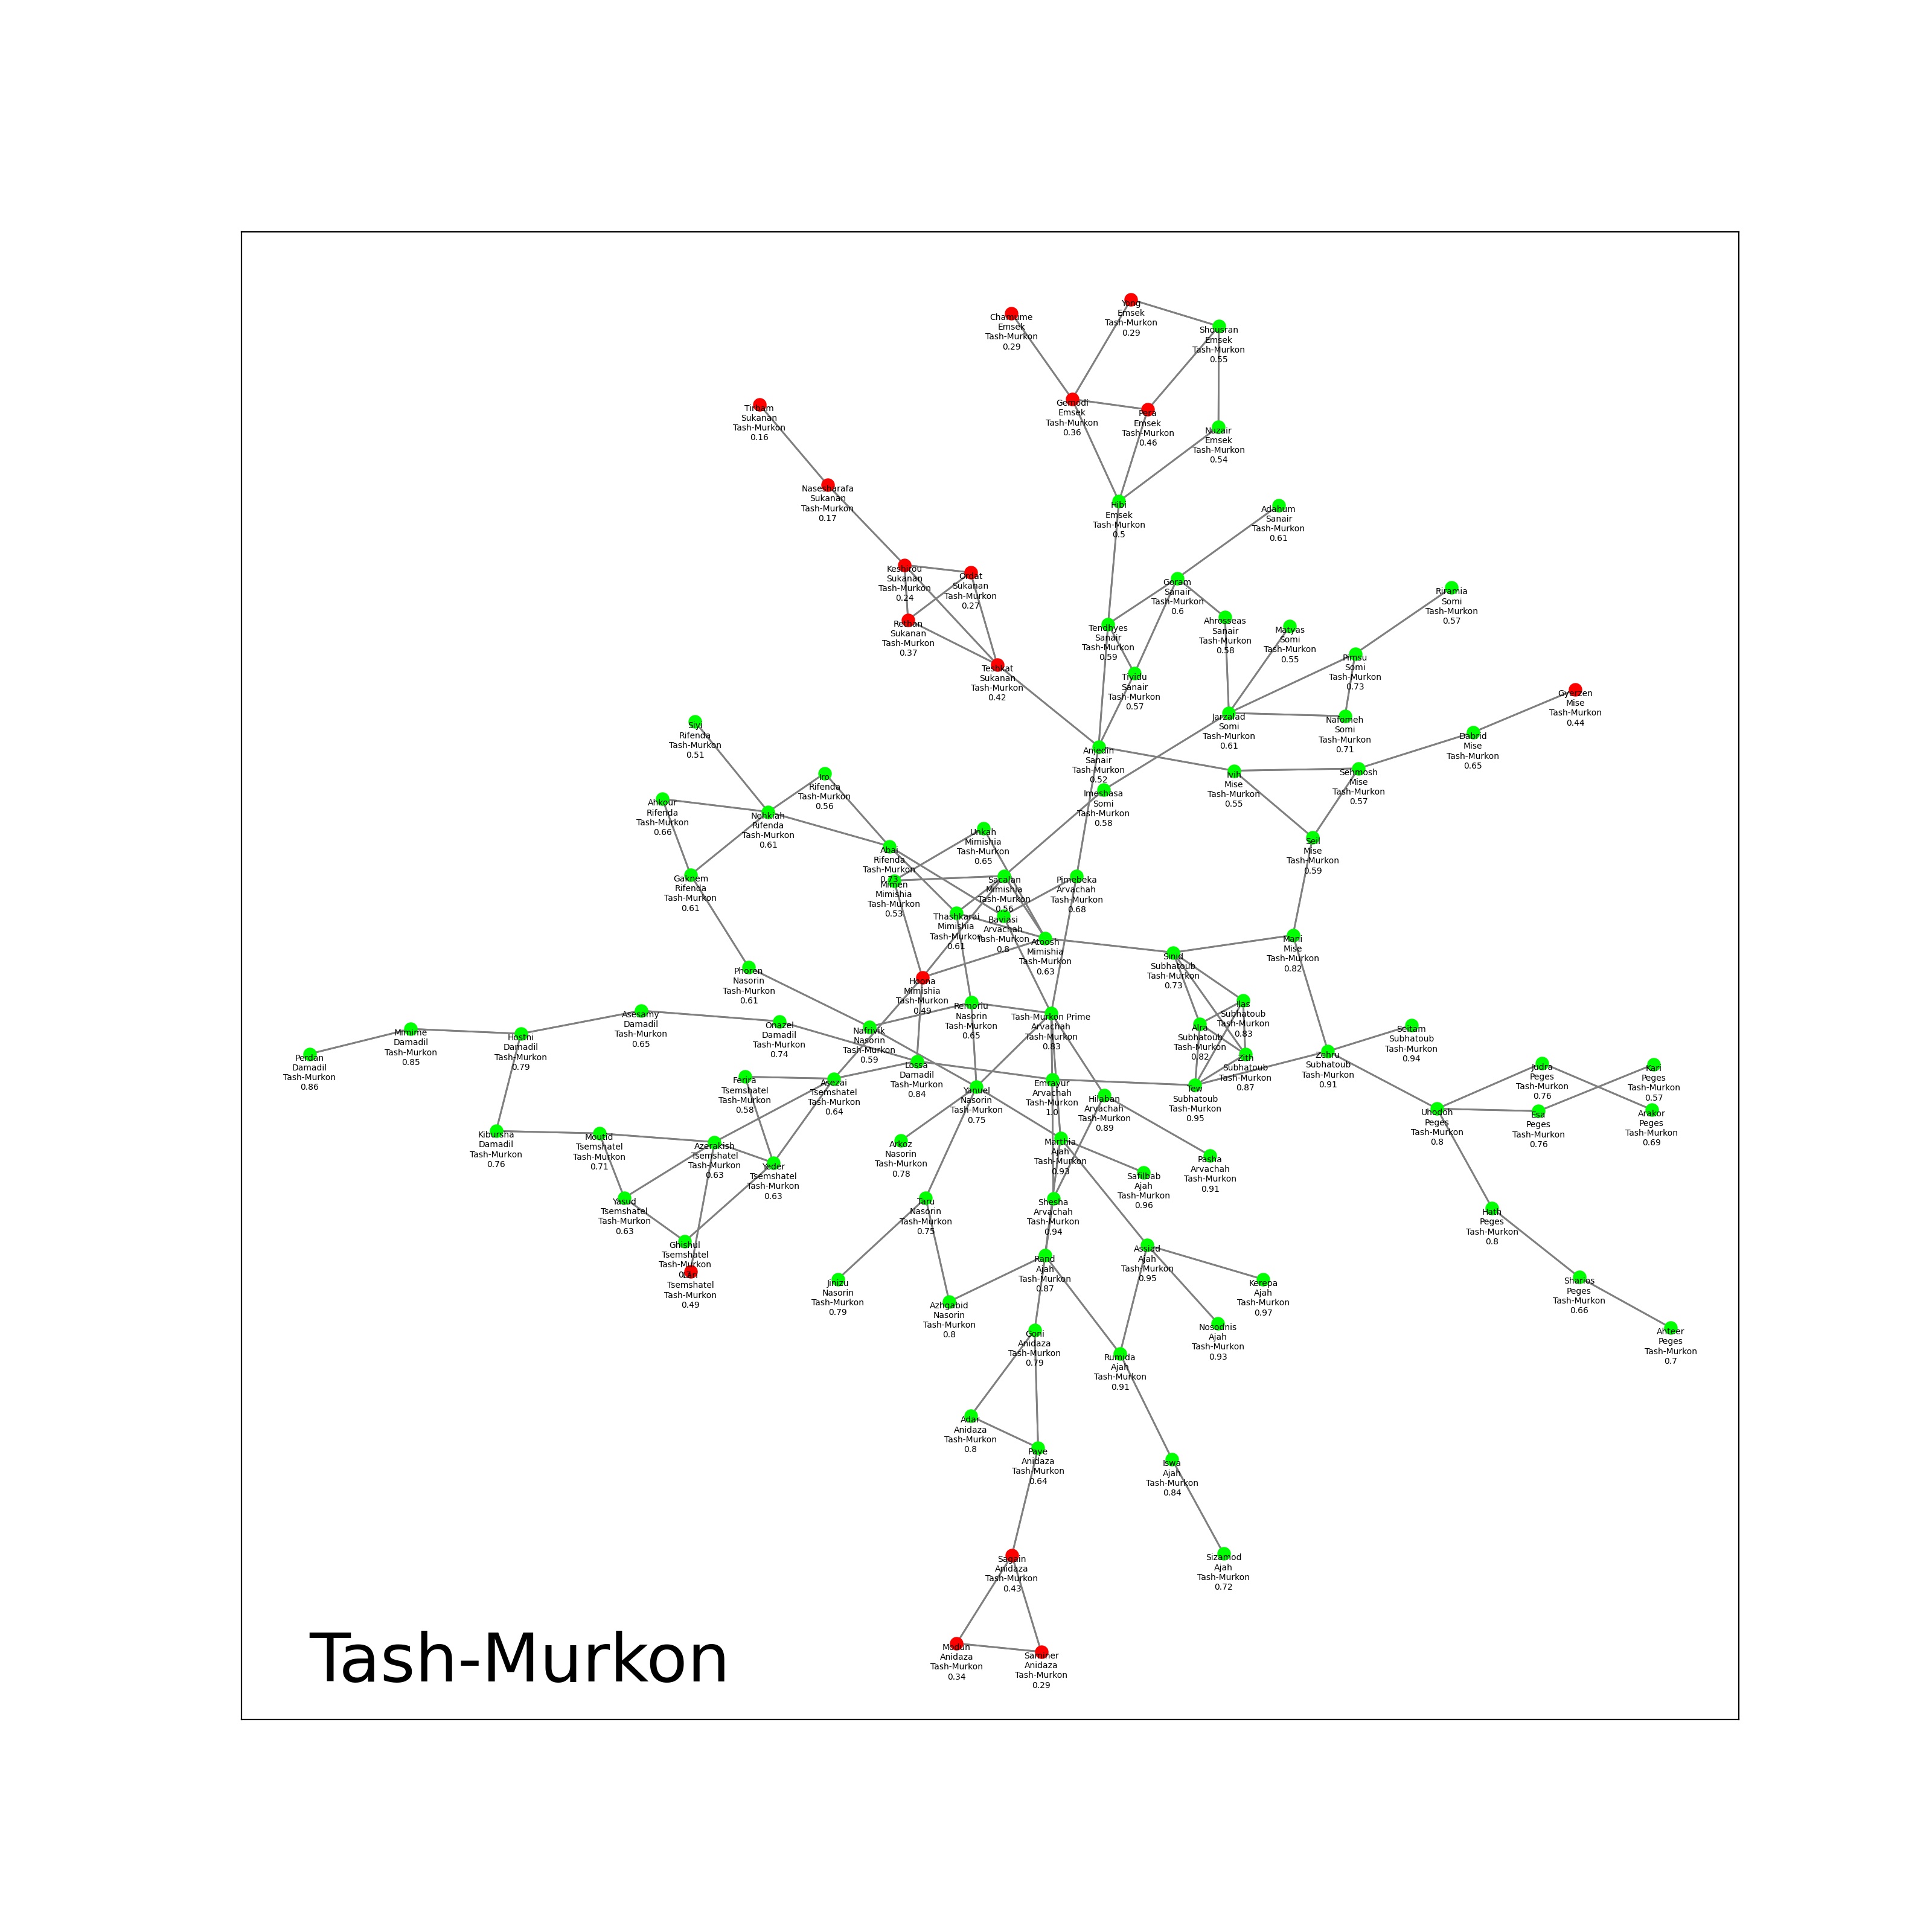 Yong
Emsek
Tash-Murkon
0.29
Chamume
Emsek
Tash-Murkon
0.29
Shousran
Emsek
Tash-Murkon
0.55
Gemodi
Emsek
Tash-Murkon
0.36
Pera
Emsek
Tash-Murkon
0.46
Tirbam
Sukanan
Tash-Murkon
0.16
Nuzair
Emsek
Tash-Murkon
0.54
Nasesharafa
Sukanan
Tash-Murkon
0.17
Hibi
Emsek
Tash-Murkon
0.5
Adahum
Sanair
Tash-Murkon
0.61
Keshirou
Sukanan
Tash-Murkon
0.24
Ordat
Sukanan
Tash-Murkon
0.27
Goram
Sanair
Tash-Murkon
0.6
Riramia
Somi
Tash-Murkon
0.57
Rethan
Sukanan
Tash-Murkon
0.37
Tendhyes
Sanair
Tash-Murkon
0.59
Ahrosseas
Sanair
Tash-Murkon
0.58
Matyas
Somi
Tash-Murkon
0.55
Pimsu
Somi
Tash-Murkon
0.73
Teshkat
Sukanan
Tash-Murkon
0.42
Tiyidu
Sanair
Tash-Murkon
0.57
Gyerzen
Mise
Tash-Murkon
0.44
Jarzalad
Somi
Tash-Murkon
0.61
Nafomeh
Somi
Tash-Murkon
0.71
Siyi
Rifenda
Tash-Murkon
0.51
Dabrid
Mise
Tash-Murkon
0.65
Anjedin
Sanair
Tash-Murkon
0.52
Ivih
Mise
Tash-Murkon
0.55
Sehmosh
Mise
Tash-Murkon
0.57
Iro
Rifenda
Tash-Murkon
0.56
Imeshasa
Somi
Tash-Murkon
0.58
Ahkour
Rifenda
Tash-Murkon
0.66
Nehkiah
Rifenda
Tash-Murkon
0.61
Unkah
Mimishia
Tash-Murkon
0.65
Seil
Mise
Tash-Murkon
0.59
Abai
Rifenda
Tash-Murkon
0.73
Gaknem
Rifenda
Tash-Murkon
0.61
Mimen
Mimishia
Tash-Murkon
0.53
Sacalan
Mimishia
Tash-Murkon
0.56
Pimebeka
Arvachah
Tash-Murkon
0.68
Thashkarai
Mimishia
Tash-Murkon
0.61
Baviasi
Arvachah
Tash-Murkon
0.8
Atoosh
Mimishia
Tash-Murkon
0.63
Mani
Mise
Tash-Murkon
0.82
Sinid
Subhatoub
Tash-Murkon
0.73
Phoren
Nasorin
Tash-Murkon
0.61
Hoona
Mimishia
Tash-Murkon
0.49
Ilas
Subhatoub
Tash-Murkon
0.83
Remoriu
Nasorin
Tash-Murkon
0.65
Asesamy
Damadil
Tash-Murkon
0.65
Tash-Murkon Prime
Arvachah
Tash-Murkon
0.83
Onazel
Damadil
Tash-Murkon
0.74
Nafrivik
Nasorin
Tash-Murkon
0.59
Alra
Subhatoub
Tash-Murkon
0.82
Seitam
Subhatoub
Tash-Murkon
0.94
Mimime
Damadil
Tash-Murkon
0.85
Hostni
Damadil
Tash-Murkon
0.79
Perdan
Damadil
Tash-Murkon
0.86
Zith
Subhatoub
Tash-Murkon
0.87
Zahru
Subhatoub
Tash-Murkon
0.91
Lossa
Damadil
Tash-Murkon
0.84
Judra
Peges
Tash-Murkon
0.76
Kari
Peges
Tash-Murkon
0.57
Ferira
Tsemshatel
Tash-Murkon
0.58
Asezai
Tsemshatel
Tash-Murkon
0.64
Yanuel
Nasorin
Tash-Murkon
0.75
Emrayur
Arvachah
Tash-Murkon
1.0
Tew
Subhatoub
Tash-Murkon
0.95
Hilaban
Arvachah
Tash-Murkon
0.89
Uhodoh
Peges
Tash-Murkon
0.8
Esa
Peges
Tash-Murkon
0.76
Arakor
Peges
Tash-Murkon
0.69
Kibursha
Damadil
Tash-Murkon
0.76
Moutid
Tsemshatel
Tash-Murkon
0.71
Azerakish
Tsemshatel
Tash-Murkon
0.63
Arkoz
Nasorin
Tash-Murkon
0.78
Marthia
Ajah
Tash-Murkon
0.93
Yeder
Tsemshatel
Tash-Murkon
0.63
Pasha
Arvachah
Tash-Murkon
0.91
Safilbab
Ajah
Tash-Murkon
0.96
Yasud
Tsemshatel
Tash-Murkon
0.63
Taru
Nasorin
Tash-Murkon
0.75
Shesha
Arvachah
Tash-Murkon
0.94
Hath
Peges
Tash-Murkon
0.8
Ghishul
Tsemshatel
Tash-Murkon
Tsemshatel
Tash-Murkon
0.49
Assiad
Ajah
Tash-Murkon
0.95
Rand
Ajah
Tash-Murkon
0.87
Jinizu
Nasorin
Tash-Murkon
0.79
Kerepa
Ajah
Tash-Murkon
0.97
Sharios
Peges
Tash-Murkon
0.66
Azhgabid
Nasorin
Tash-Murkon
0.8
Nosodnis
Ajah
Tash-Murkon
0.93
Ahteer
Peges
Tash-Murkon
0.7
Goni
Anidaza
Tash-Murkon
0.79
Rumida
Ajah
Tash-Murkon
0.91
Adar
Anidaza
Tash-Murkon
0.8
Paye
Anidaza
Tash-Murkon
0.64
Iswa
Ajah
Tash-Murkon
0.84
Sagain
Anidaza
Tash-Murkon
0.43
Sizamod
Ajah
Tash-Murkon
0.72
Moduh
Anidaza
Tash-Murkon
0.34
Samner
Anidaza
Tash-Murkon
0.29
Tash-Murkon